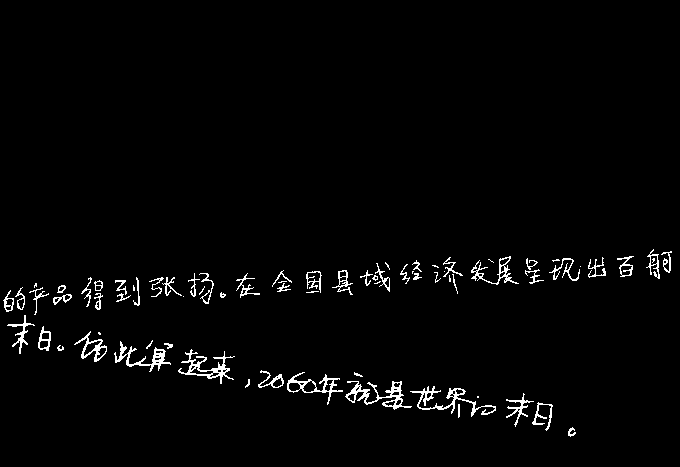 的产品得到张扬。在全国县域经济发展呈现出百舸
末日。依此算起来，2060年就是世界的末日。